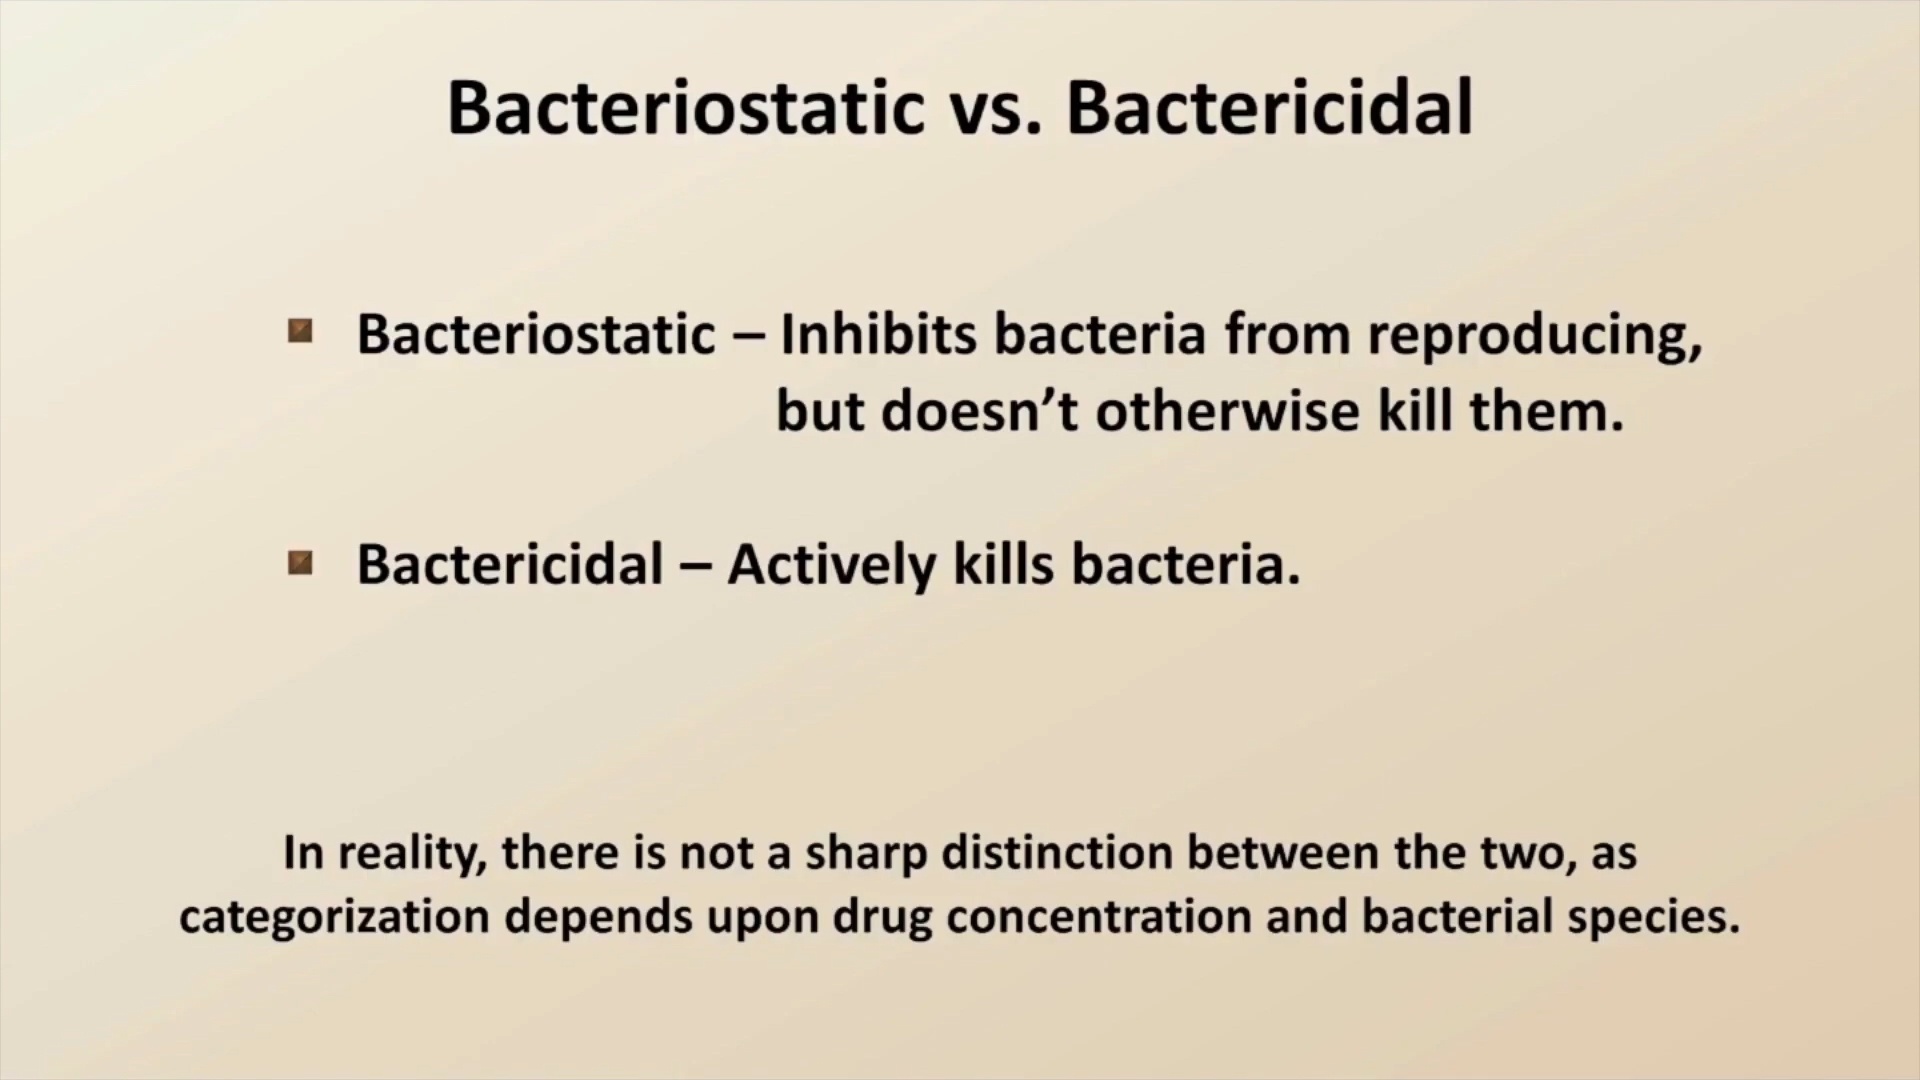 Bacteriostatic vs. Bactericidal
Bacteriostatic – Inhibits bacteria from reproducing,
but doesn’t otherwise kill them.
Bactericidal – Actively kills bacteria.
In reality, there is not a sharp distinction between the two, as
categorization depends upon drug concentration and bacterial species.